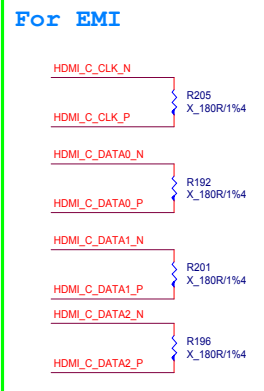 For EMI
HDMI_C_CLK_N
R205
X_180R/1%4
HDMI_C_CLK_P
HDMI_C_DATA0_N
R192
X_180R/1%4
HDMI_C_DATA0_P
HDMI_C_DATA1_N
R201
X_180R/1%4
HDMI_C_DATA1_P
HDMI_C_DATA2_N
R196
X_180R/1%4
HDMI_C_DATA2_P